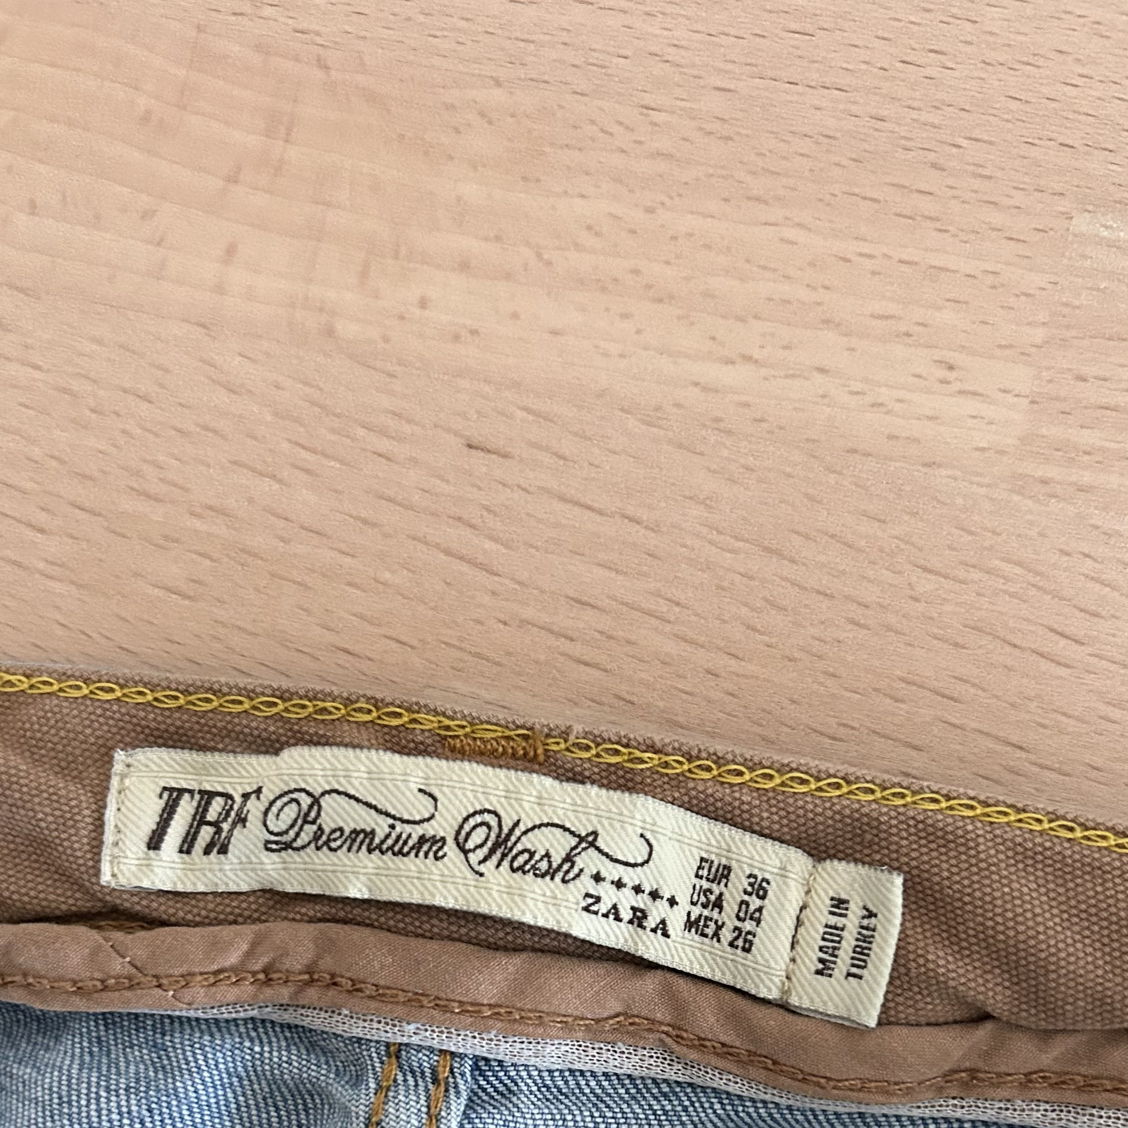 TRF Premium Wash
ZARA
EUR 36
USA 04
MEX 26
MADE IN
TURKEY